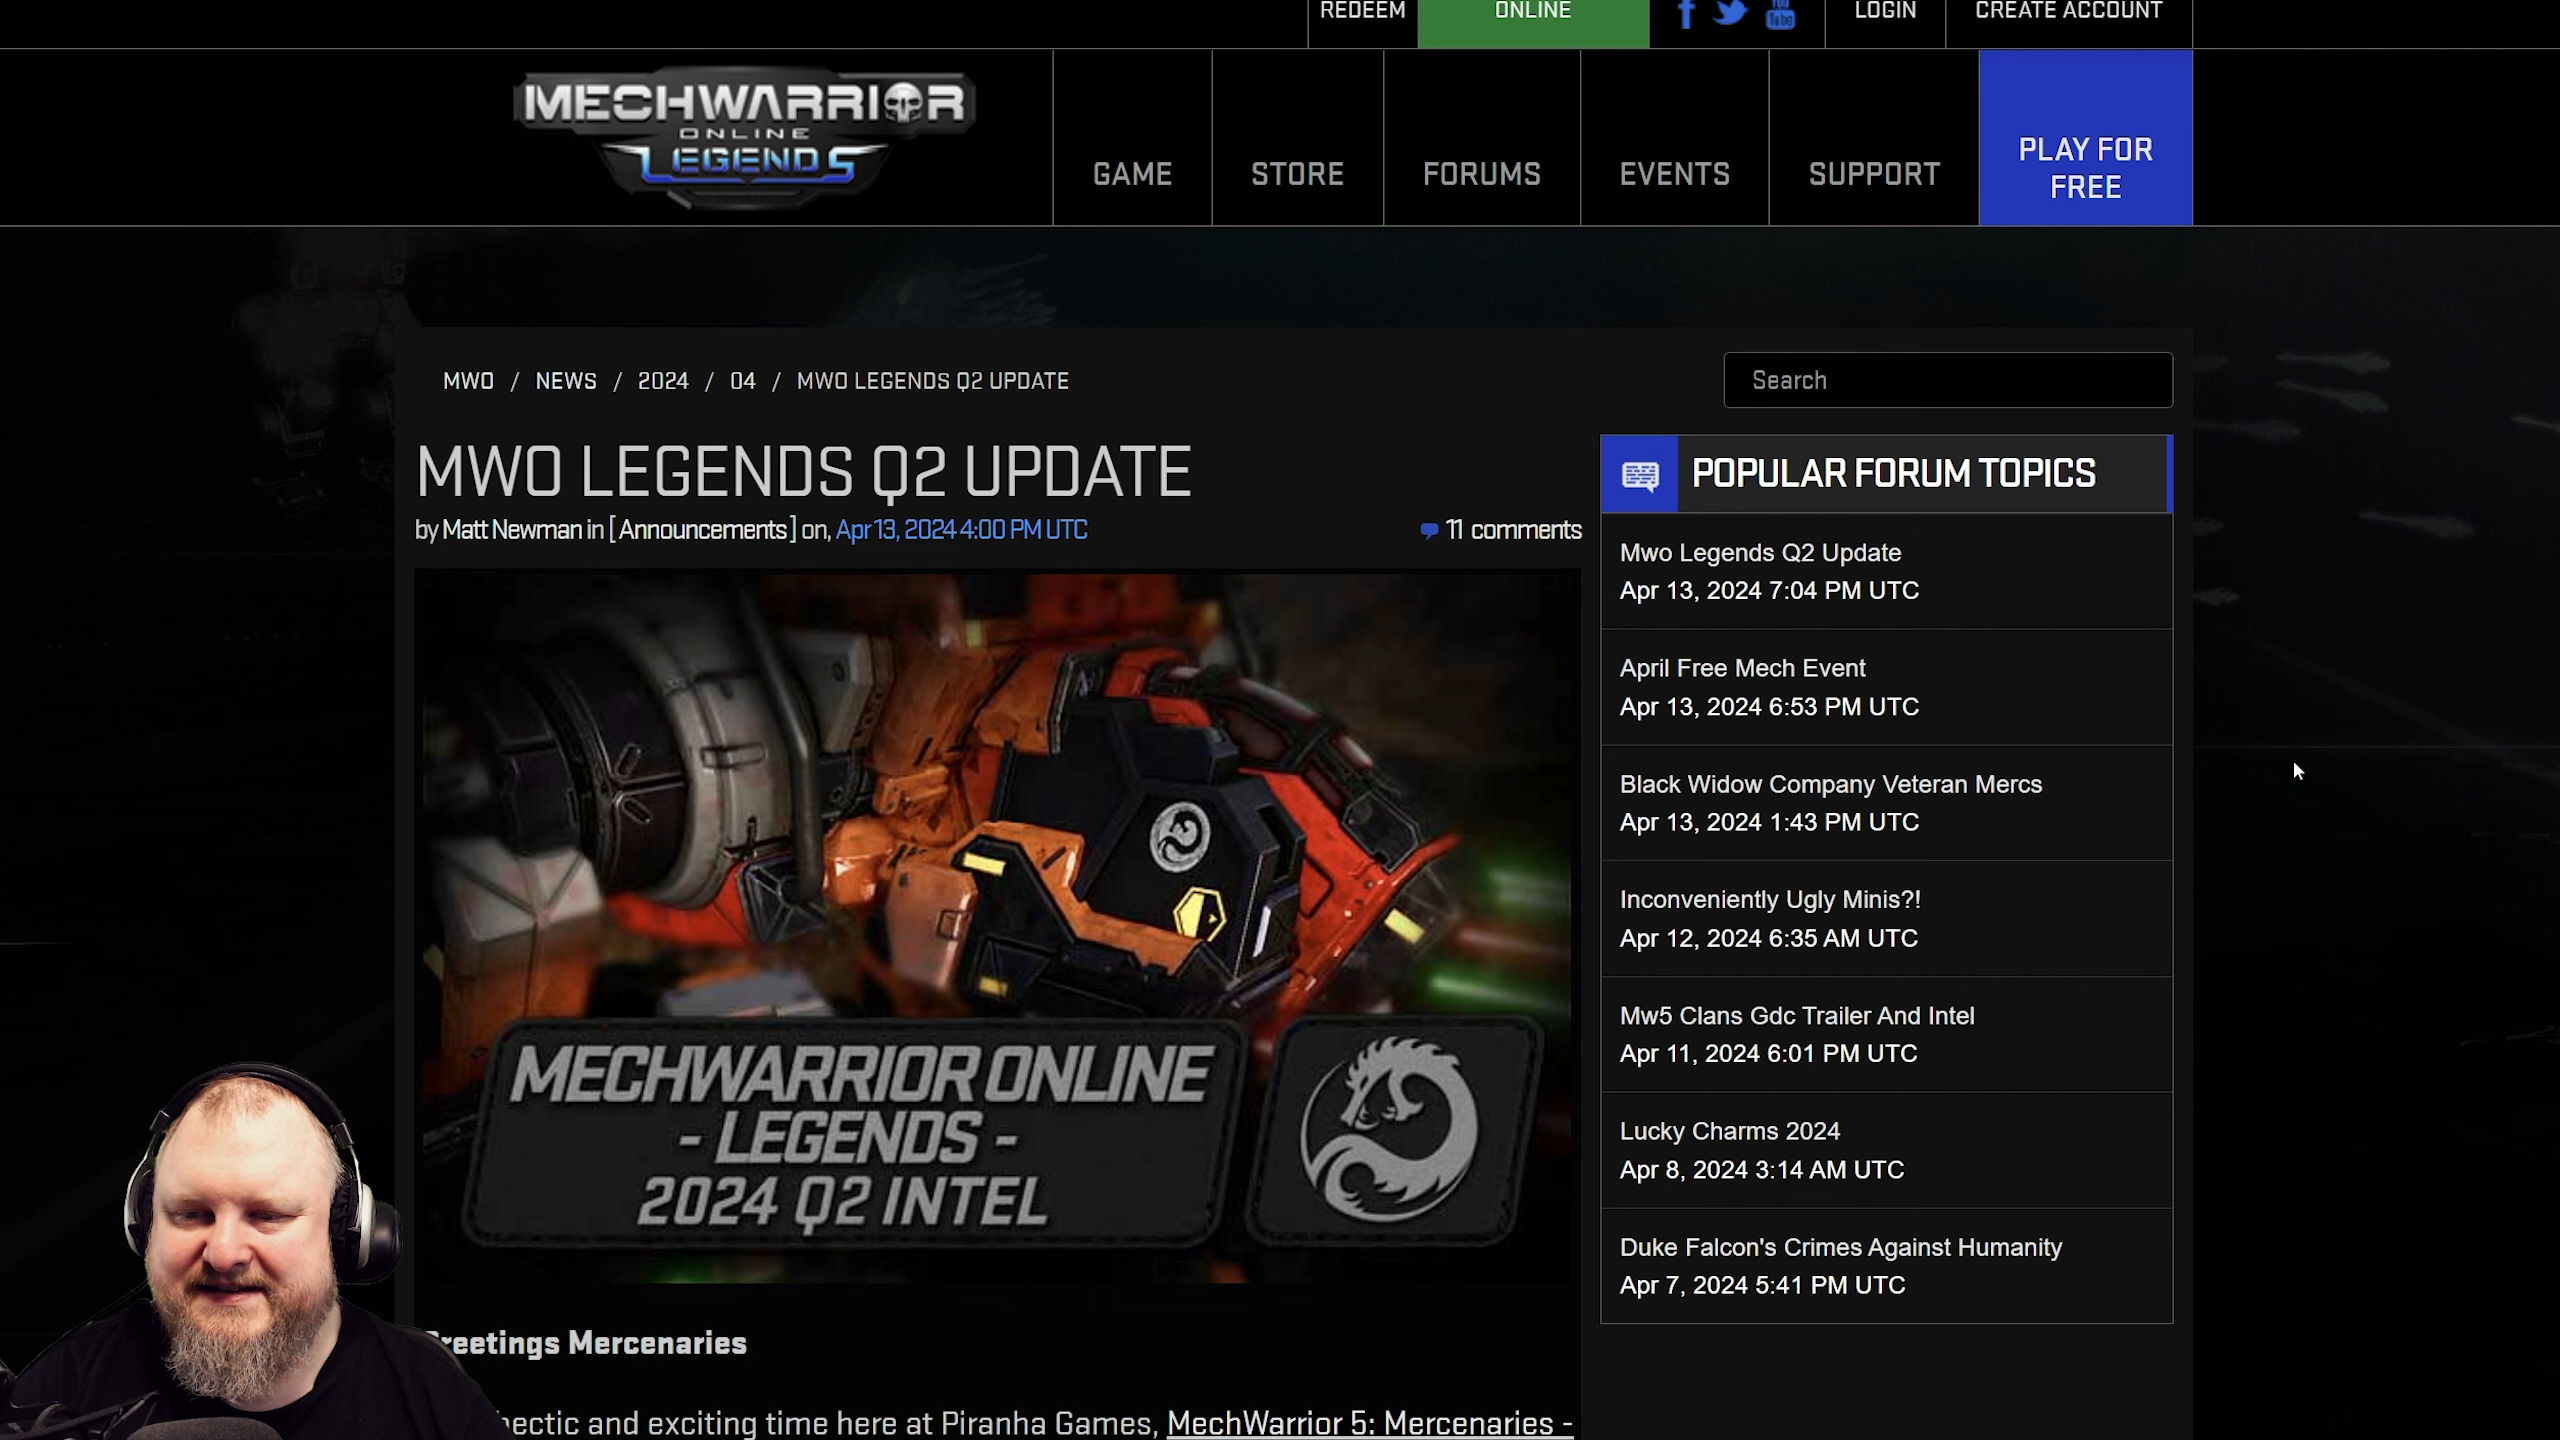 REDEEM
ONLINE
You
Tube
LOGIN
CREATE ACCOUNT
MECHWARRIOR
ONLINE
LEGENDS
GAME
STORE
FORUMS
EVENTS
SUPPORT
PLAY FOR
FREE
MWO / NEWS / 2024 / 04 / MWO LEGENDS Q2 UPDATE
Search
MWO LEGENDS Q2 UPDATE
by Matt Newman in [ Announcements ] on, Apr 13, 2024 4:00 PM UTC
11 comments
MECHWARRIOR ONLINE
- LEGENDS -
2024 Q2 INTEL
reetings Mercenaries
hectic and exciting time here at Piranha Games, MechWarrior 5: Mercenaries -
POPULAR FORUM TOPICS
Mwo Legends Q2 Update
Apr 13, 2024 7:04 PM UTC
April Free Mech Event
Apr 13, 2024 6:53 PM UTC
Black Widow Company Veteran Mercs
Apr 13, 2024 1:43 PM UTC
Inconveniently Ugly Minis?!
Apr 12, 2024 6:35 AM UTC
Mw5 Clans Gdc Trailer And Intel
Apr 11, 2024 6:01 PM UTC
Lucky Charms 2024
Apr 8, 2024 3:14 AM UTC
Duke Falcon's Crimes Against Humanity
Apr 7, 2024 5:41 PM UTC